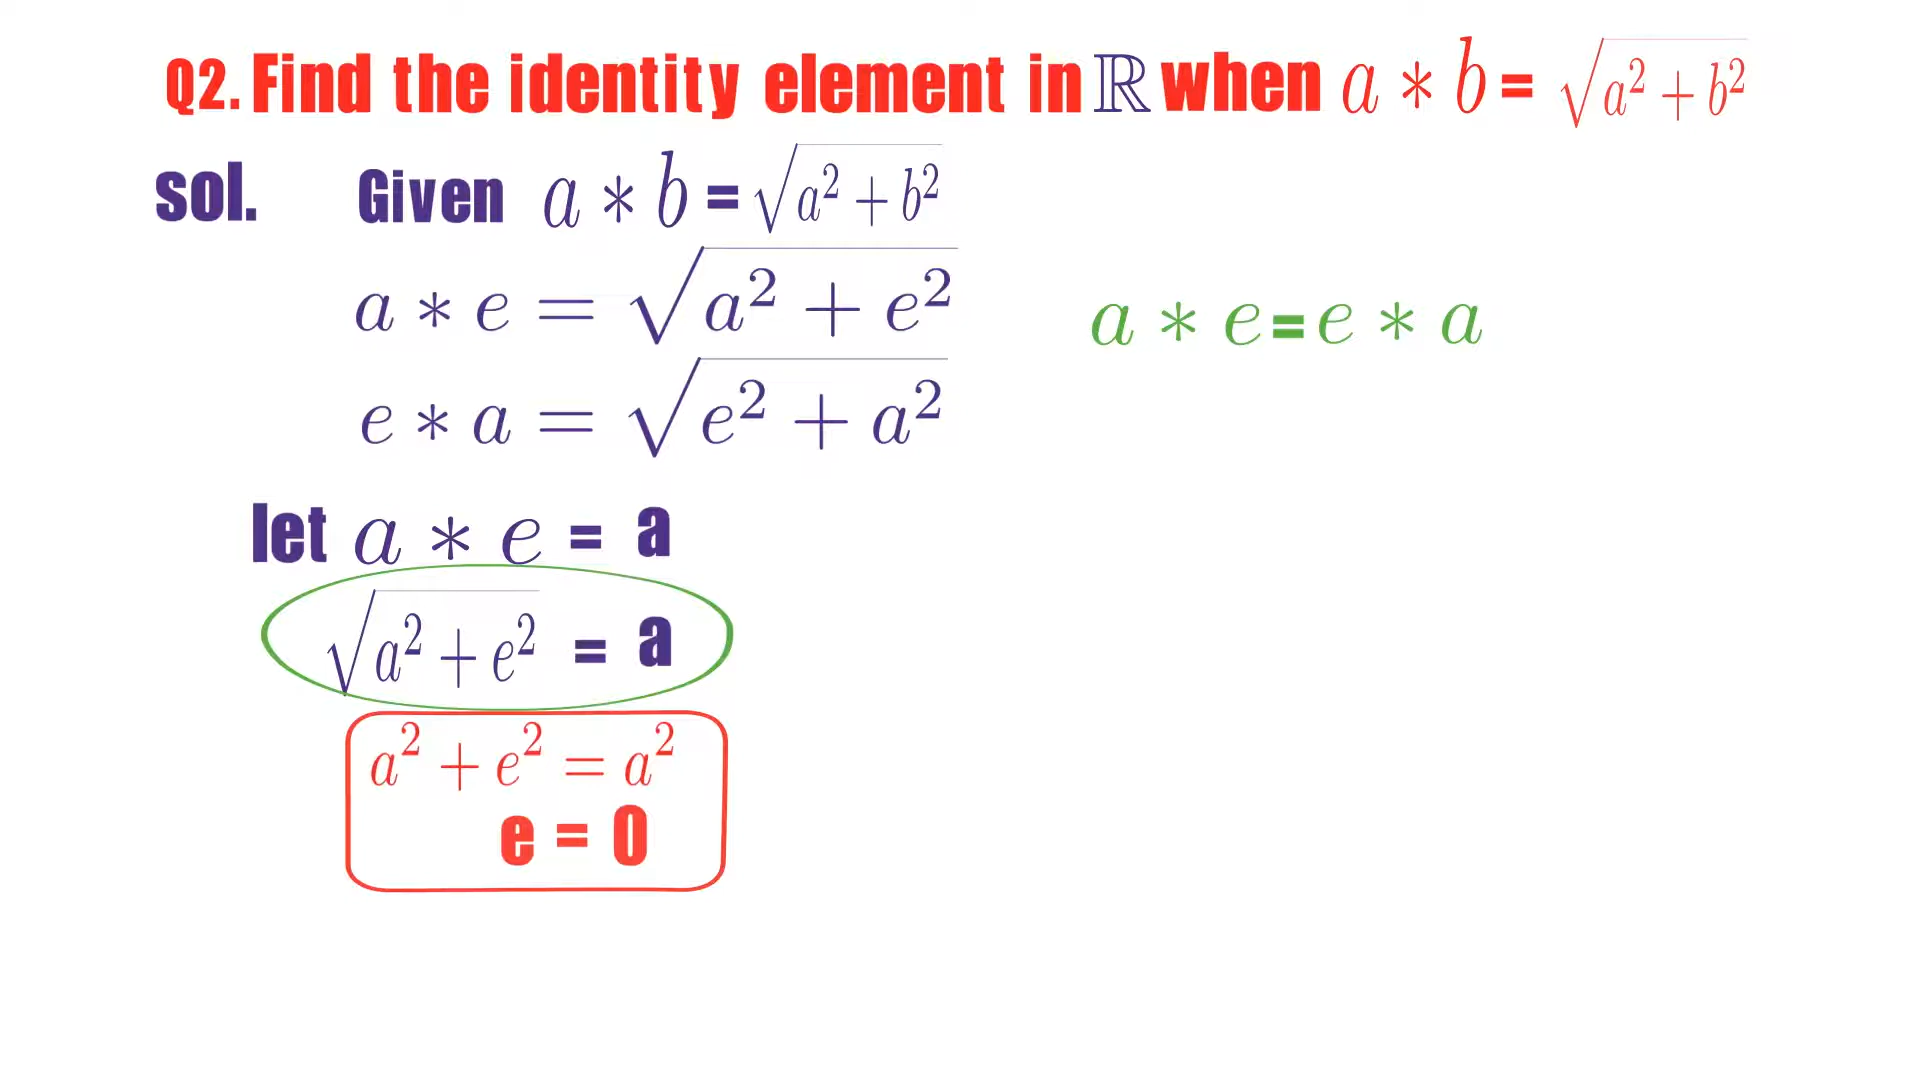 Q2. Find the identity element in ℝ when a * b = √(a² + b²)
sol. Given a * b = √(a² + b²)
a * e = √(a² + e²)
a * e = e * a
e * a = √(e² + a²)
let a * e = a
√(a² + e²) = a
a² + e² = a²
e = 0